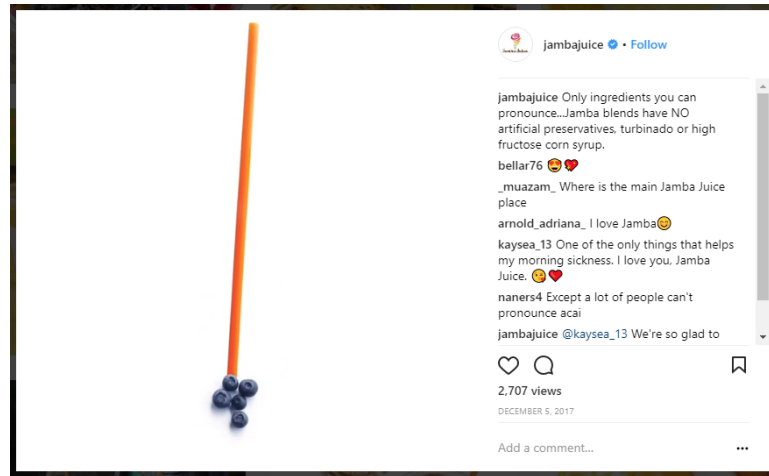 jambajuice • Follow
jambajuice Only ingredients you can
pronounce...Jamba blends have NO
artificial preservatives, turbinado or high
fructose corn syrup.
bellar76 😍💘
_muazam_ Where is the main Jamba Juice
place
arnold_adriana_ I love Jamba😊
kaysea_13 One of the only things that helps
my morning sickness. I love you, Jamba
Juice. 😘❤️
naners4 Except a lot of people can't
pronounce acai
jambajuice @kaysea_13 We're so glad to
2,707 views
DECEMBER 5, 2017
Add a comment...